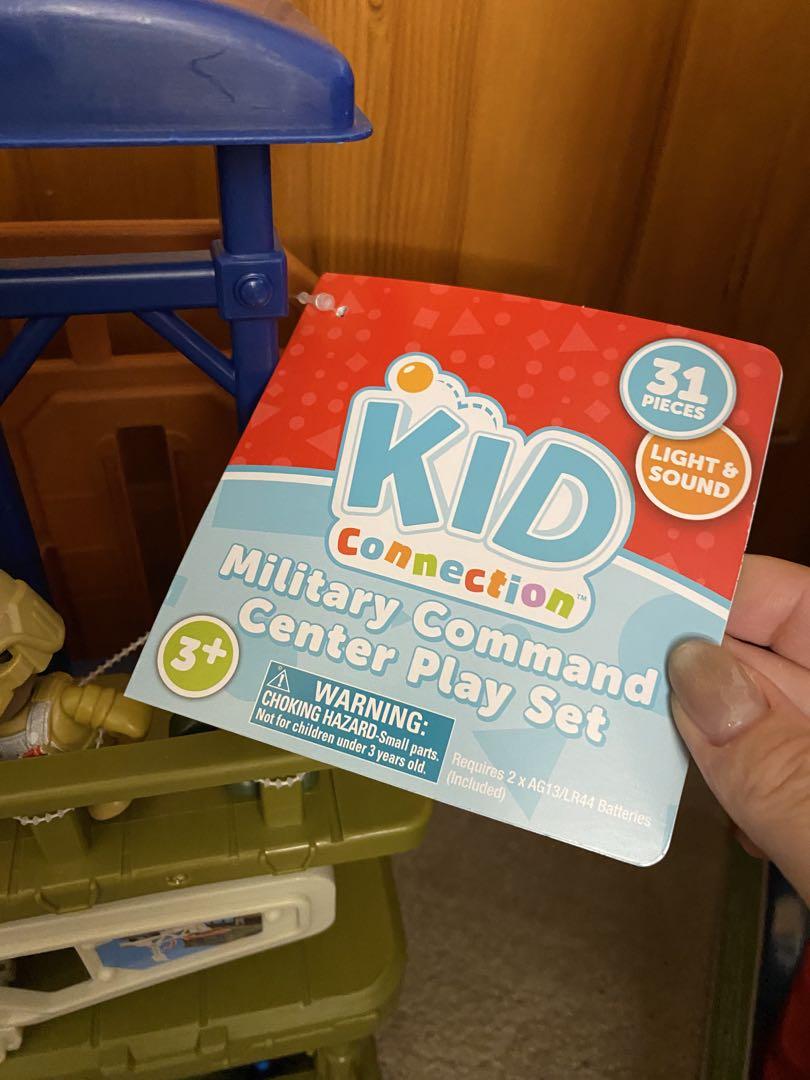 31
PIECES
LIGHT &
SOUND
KID
Connection™
Military Command
Center Play Set
3+
WARNING:
CHOKING HAZARD-Small parts.
Not for children under 3 years old.
Requires 2 x AG13/LR44 Batteries
(Included)